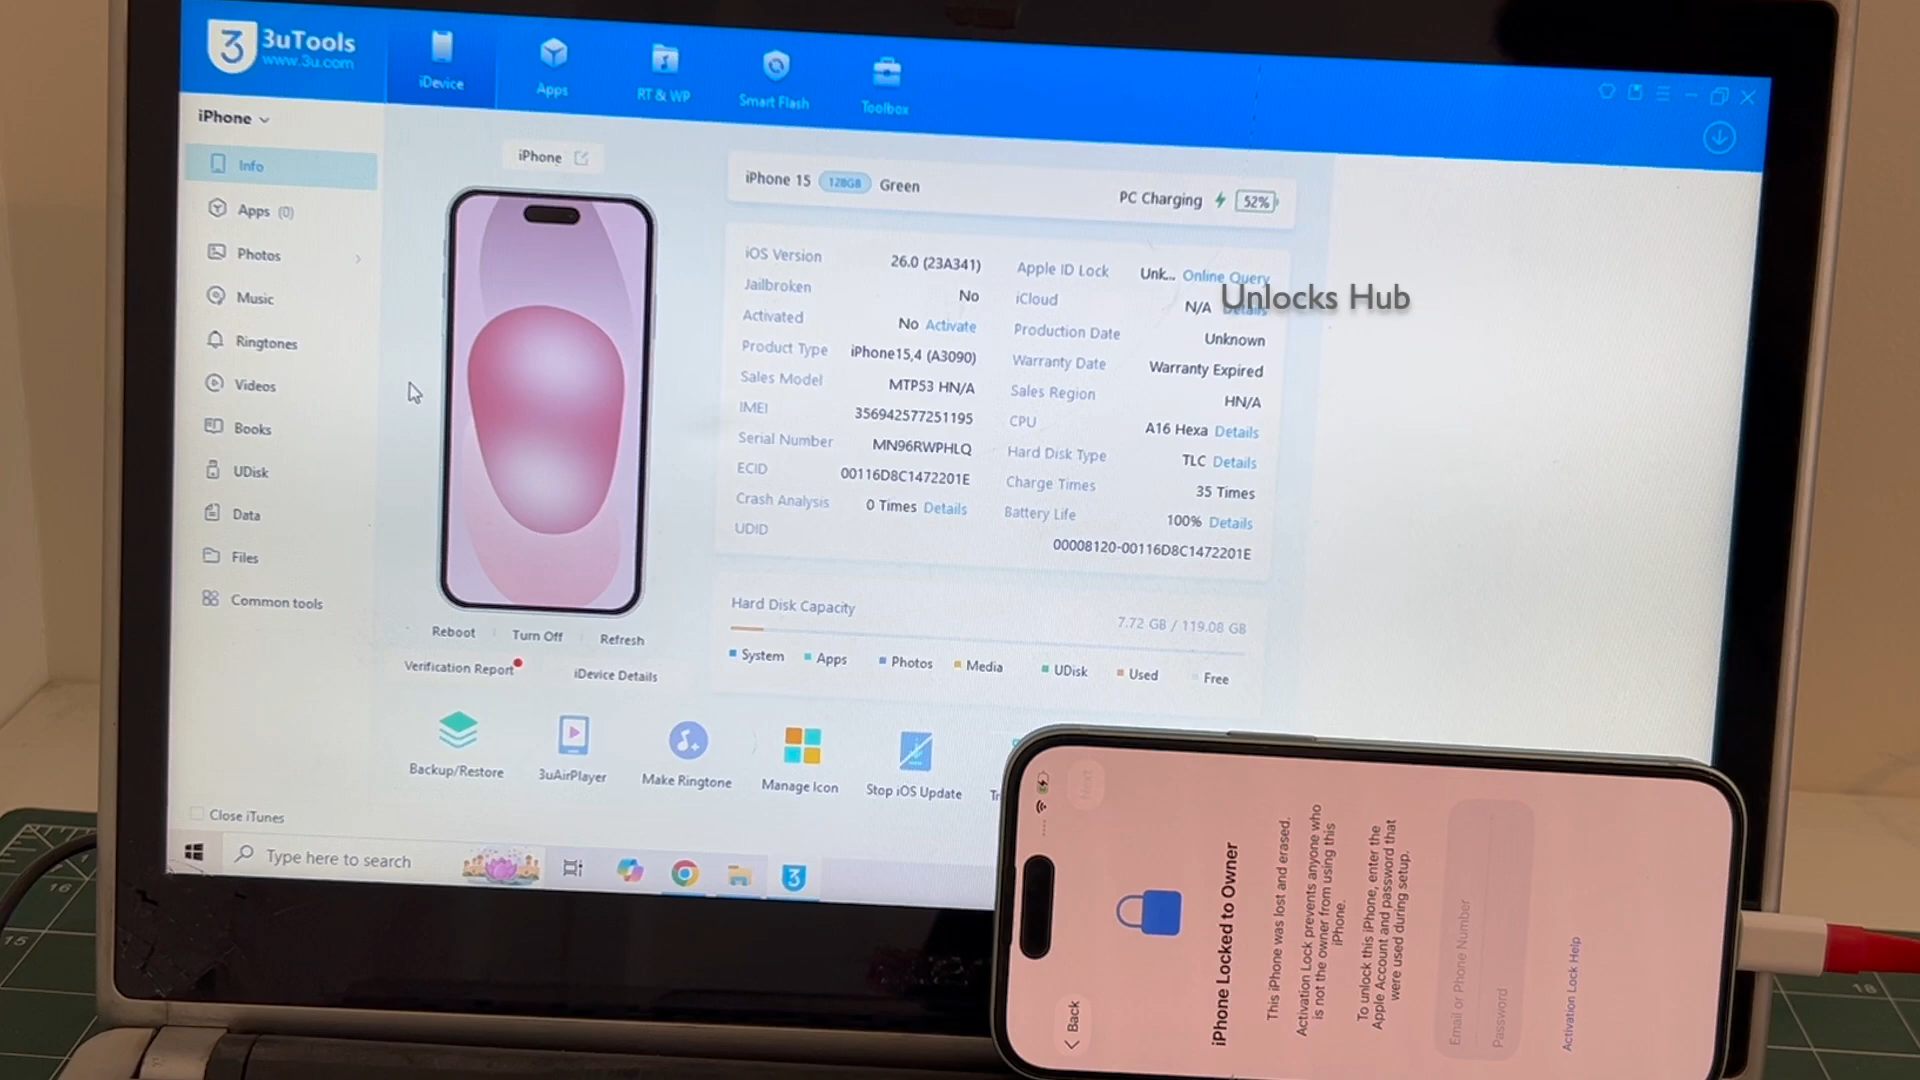 3uTools
www.3u.com
iDevice
Apps
RT & WP
Smart Flash
Toolbox
iPhone
Info
Apps (0)
Photos
Music
Ringtones
Videos
Books
UDisk
Data
Files
Common tools
Close iTunes
iPhone
Reboot
Turn Off
Refresh
Verification Report
iDevice Details
iPhone 15 128GB Green
PC Charging 52%
iOS Version 26.0 (23A341)
Jailbroken No
Activated No Activate
Product Type iPhone15,4 (A3090)
Sales Model MTP53 HN/A
IMEI 356942577251195
Serial Number MN96RWPHLQ
ECID 00116D8C1472201E
Crash Analysis 0 Times Details
UDID 00008120-00116D8C1472201E
Apple ID Lock Unk... Online Query
iCloud N/A Details
Production Date Unknown
Warranty Date Warranty Expired
Sales Region HN/A
CPU A16 Hexa Details
Hard Disk Type TLC Details
Charge Times 35 Times
Battery Life 100% Details
Unlocks Hub
Hard Disk Capacity 7.72 GB / 119.08 GB
System Apps Photos Media UDisk Used Free
Backup/Restore
3uAirPlayer
Make Ringtone
Manage Icon
Stop iOS Update
Type here to search
Back
Next
iPhone Locked to Owner
This iPhone was lost and erased.
Activation Lock prevents anyone who
is not the owner from using this
iPhone.
To unlock this iPhone, enter the
Apple Account and password that
were used during setup.
Email or Phone Number
Password
Activation Lock Help
16
15
18